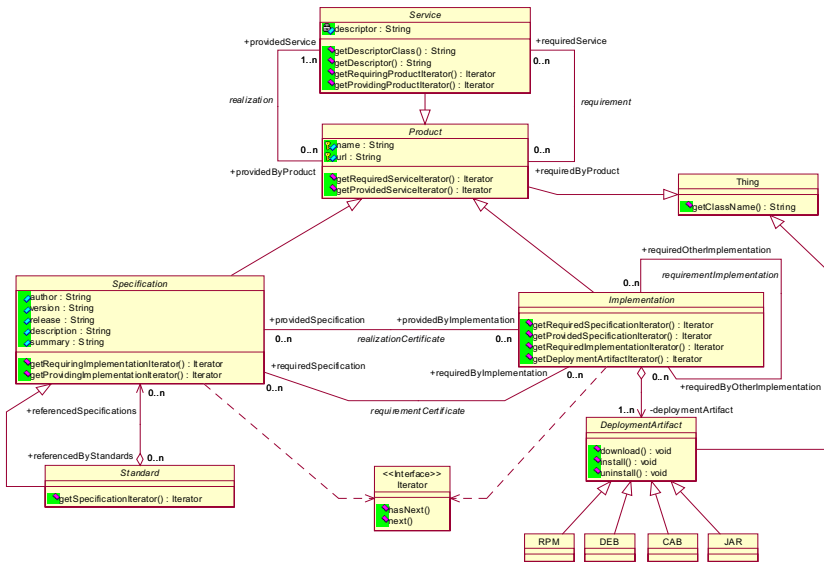 Service
descriptor : String
getDescriptorClass() : String
getDescriptor() : String
getRequiringProductIterator() : Iterator
getProvidingProductIterator() : Iterator
+providedService
1..n
realization
0..n
+providedByProduct
+requiredService
0..n
requirement
0..n
+requiredByProduct
Product
name : String
url : String
getRequiredServiceIterator() : Iterator
getProvidedServiceIterator() : Iterator
Thing
getClassName() : String
Specification
author : String
version : String
release : String
description : String
summary : String
getRequiringImplementationIterator() : Iterator
getProvidingImplementationIterator() : Iterator
+providedSpecification
0..n
realizationCertificate
+providedByImplementation
0..n
+requiredSpecification
0..n
requirementCertificate
+requiredByImplementation
0..n
+requiredOtherImplementation
0..n
requirementImplementation
Implementation
getRequiredSpecificationIterator() : Iterator
getProvidedSpecificationIterator() : Iterator
getRequiredImplementationIterator() : Iterator
getDeploymentArtifactIterator() : Iterator
0..n
+requiredByOtherImplementation
1..n
-deploymentArtifact
+referencedSpecifications
0..n
+referencedByStandards
0..n
Standard
getSpecificationIterator() : Iterator
<<Interface>>
Iterator
hasNext()
next()
DeploymentArtifact
download() : void
install() : void
uninstall() : void
RPM
DEB
CAB
JAR